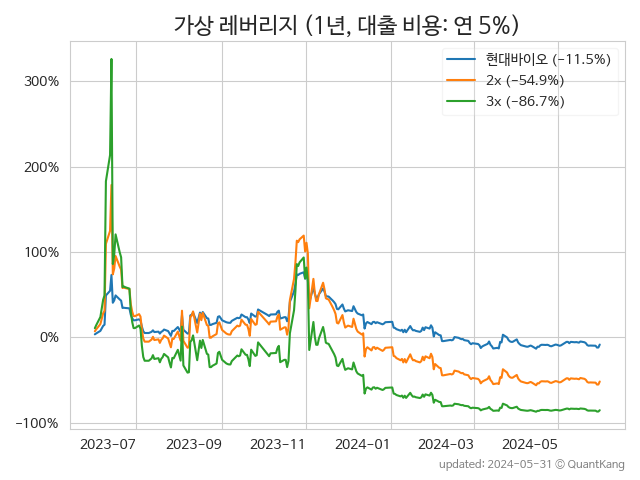 가상 레버리지 (1년, 대출 비용: 연 5%)
현대바이오 (-11.5%)
2x (-54.9%)
3x (-86.7%)
300%
200%
100%
0%
-100%
2023-07 2023-09 2023-11 2024-01 2024-03 2024-05
updated: 2024-05-31 © QuantKang